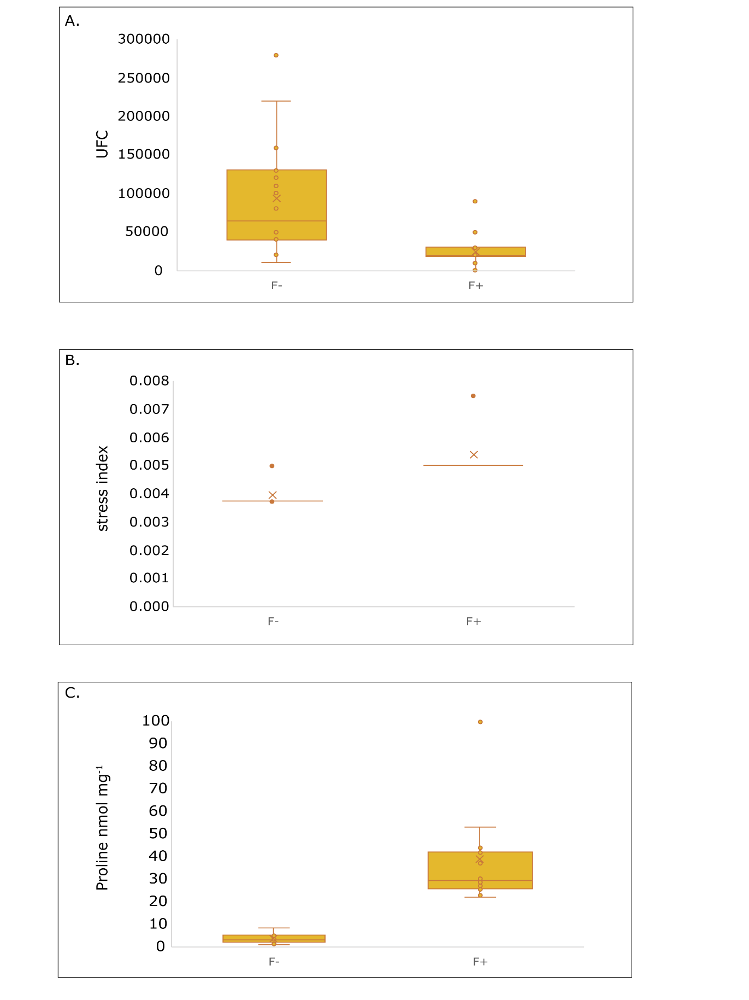 A.
300000
250000
200000
150000
100000
50000
0
UFC
F-
F+
B.
0.008
0.007
0.006
0.005
0.004
0.003
0.002
0.001
0.000
stress index
F-
F+
C.
100
90
80
70
60
50
40
30
20
10
0
Proline nmol mg⁻¹
F-
F+